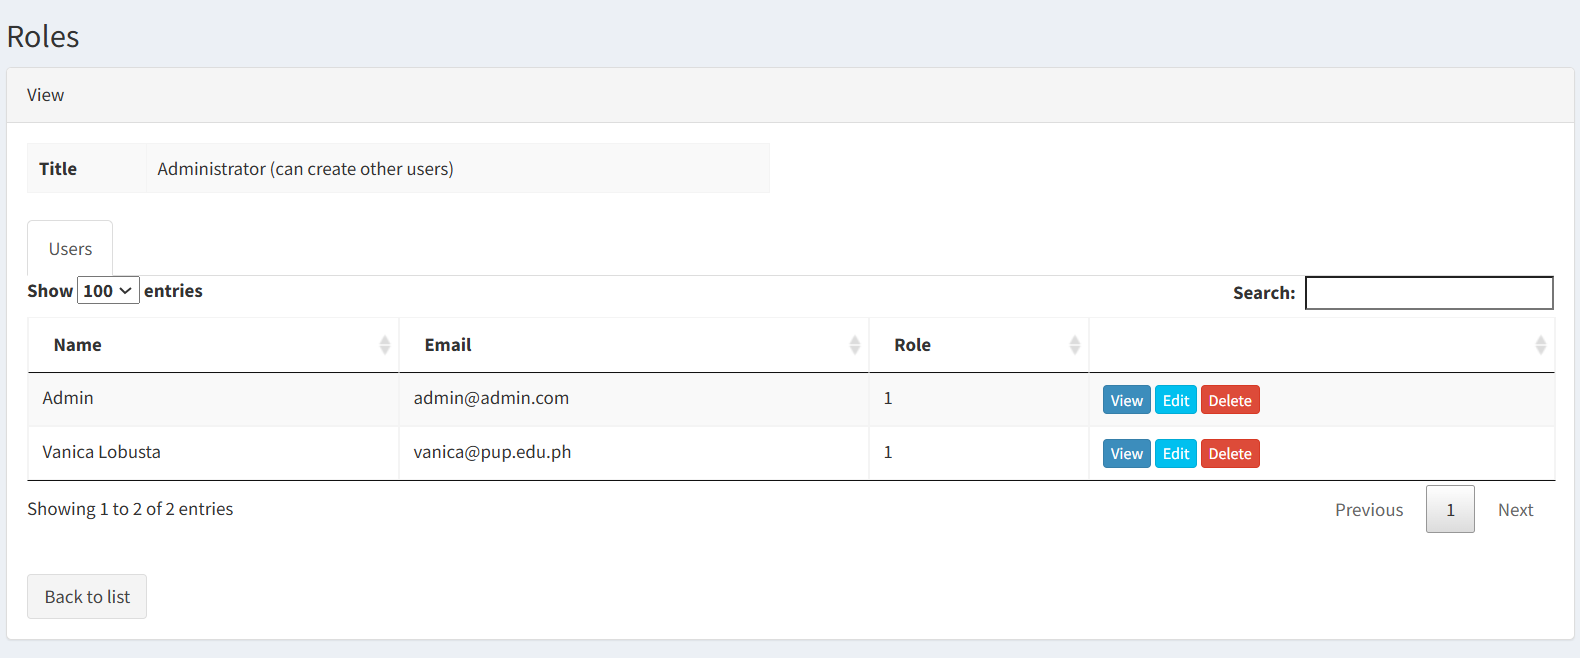 Roles
View
Title Administrator (can create other users)
Users
Show 100 entries Search:
Name Email Role
Admin admin@admin.com 1 View Edit Delete
Vanica Lobusta vanica@pup.edu.ph 1 View Edit Delete
Showing 1 to 2 of 2 entries Previous 1 Next
Back to list